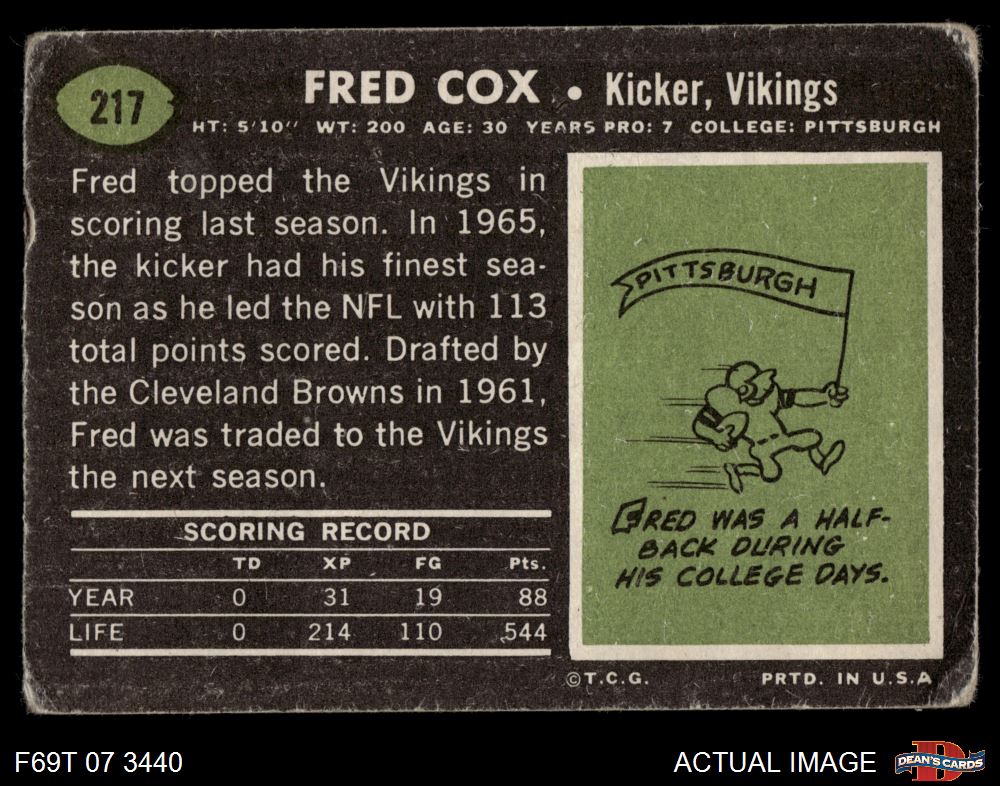 217
FRED COX • Kicker, Vikings
HT: 5'10" WT: 200 AGE: 30 YEARS PRO: 7 COLLEGE: PITTSBURGH
Fred topped the Vikings in
scoring last season. In 1965,
the kicker had his finest sea-
son as he led the NFL with 113
total points scored. Drafted by
the Cleveland Browns in 1961,
Fred was traded to the Vikings
the next season.
SCORING RECORD
TD XP FG Pts.
YEAR 0 31 19 88
LIFE 0 214 110 544
PITTSBURGH
FRED WAS A HALF-
BACK DURING
HIS COLLEGE DAYS.
©T.C.G. PRTD. IN U.S.A
F69T 07 3440
ACTUAL IMAGE
D
DEAN'S CARDS